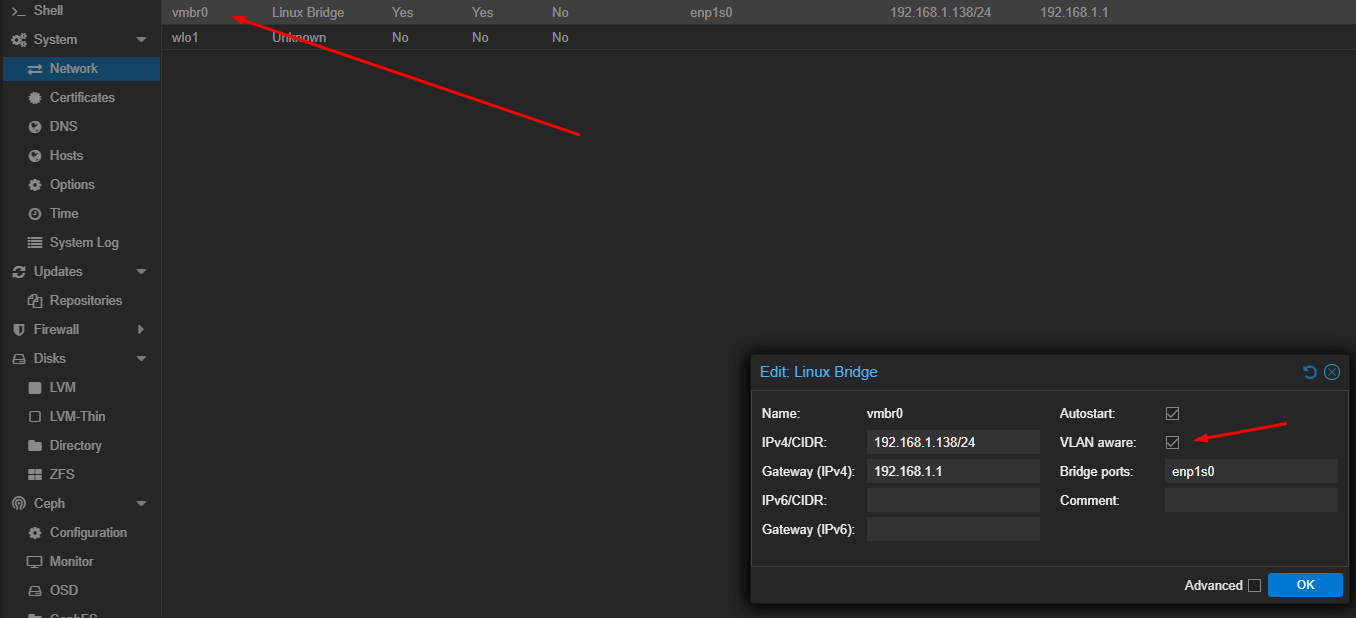 Shell
vmbr0 Linux Bridge Yes Yes No enp1s0 192.168.1.138/24 192.168.1.1
System
wlo1 Unknown No No No
Network
Certificates
DNS
Hosts
Options
Time
System Log
Updates
Repositories
Firewall
Disks
LVM
LVM-Thin
Directory
ZFS
Ceph
Configuration
Monitor
OSD
CephFS
Edit: Linux Bridge
Name: vmbr0
IPv4/CIDR: 192.168.1.138/24
Gateway (IPv4): 192.168.1.1
IPv6/CIDR:
Gateway (IPv6):
Autostart:
VLAN aware:
Bridge ports: enp1s0
Comment:
Advanced
OK